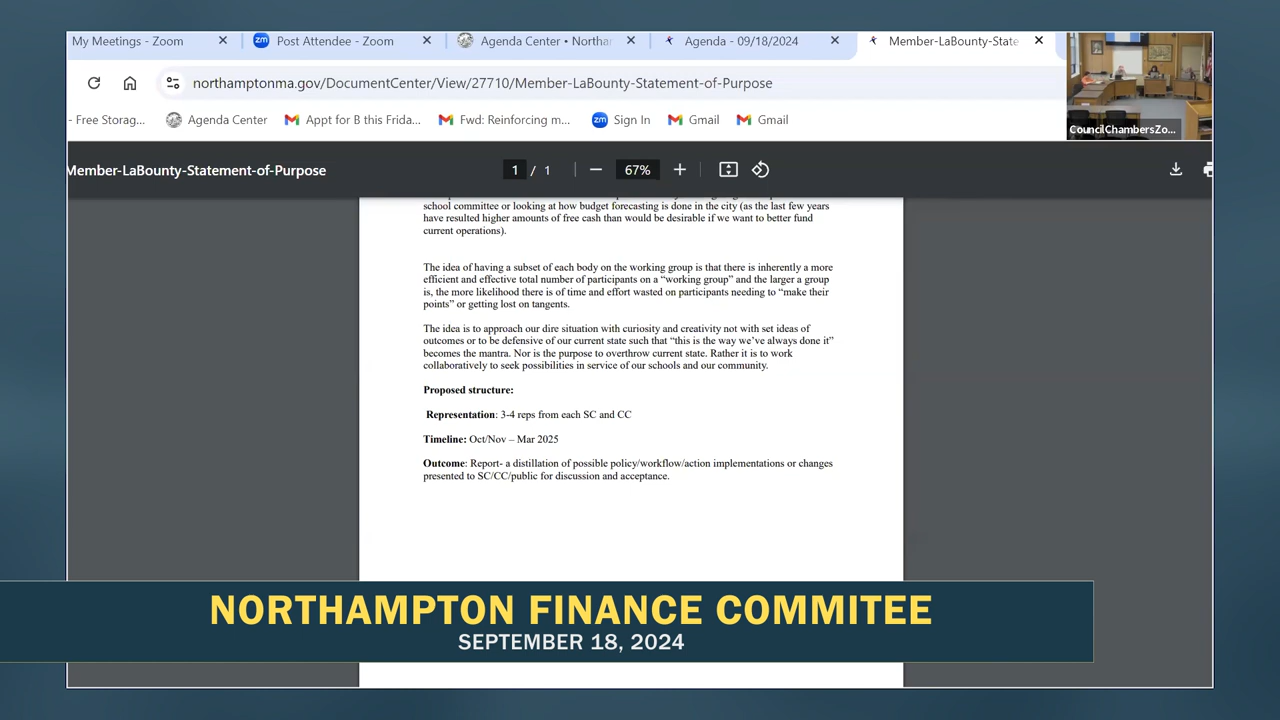 My Meetings - Zoom
Post Attendee - Zoom
Agenda Center • Northar
Agenda - 09/18/2024
Member-LaBounty-State
northamptonma.gov/DocumentCenter/View/27710/Member-LaBounty-Statement-of-Purpose
- Free Storag...
Agenda Center
Appt for B this Frida...
Fwd: Reinforcing m...
zm
Sign In
Gmail
Gmail
CouncilChambersZo...
Member-LaBounty-Statement-of-Purpose
1 / 1
67%
school committee or looking at how budget forecasting is done in the city (as the last few years
have resulted higher amounts of free cash than would be desirable if we want to better fund
current operations).
The idea of having a subset of each body on the working group is that there is inherently a more
efficient and effective total number of participants on a “working group” and the larger a group
is, the more likelihood there is of time and effort wasted on participants needing to “make their
points” or getting lost on tangents.
The idea is to approach our dire situation with curiosity and creativity not with set ideas of
outcomes or to be defensive of our current state such that “this is the way we’ve always done it”
becomes the mantra. Nor is the purpose to overthrow current state. Rather it is to work
collaboratively to seek possibilities in service of our schools and our community.
Proposed structure:
Representation: 3-4 reps from each SC and CC
Timeline: Oct/Nov – Mar 2025
Outcome: Report- a distillation of possible policy/workflow/action implementations or changes
presented to SC/CC/public for discussion and acceptance.
NORTHAMPTON FINANCE COMMITEE
SEPTEMBER 18, 2024